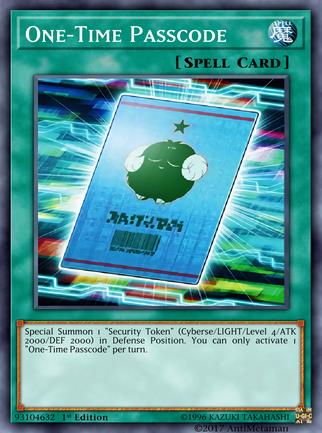 One-Time Passcode
[Spell Card]
Special Summon 1 "Security Token" (Cyberse/LIGHT/Level 4/ATK
2000/DEF 2000) in Defense Position. You can only activate 1
"One-Time Passcode" per turn.
93104632 1st Edition ©1996 KAZUKI TAKAHASHI
©2017 AntiMetaman